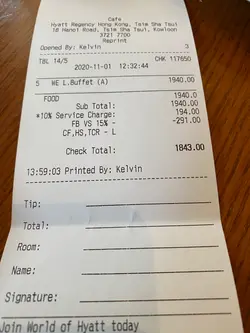 Cafe
Hyatt Regency Hong Kong, Tsim Sha Tsui
18 Hanoi Road, Tsim Sha Tsui, Kowloon
3721 7700
Reprint
Opened By: Kelvin 3
TBL 14/5 CHK 117650
2020-11-01 12:32:44
5 WE L.Buffet (A) 1940.00
FOOD 1940.0
Sub Total: 1940.00
*10% Service Charge: 194.00
FB VS 15% - -291.00
CF,HS,TCR - L
Check Total: 1843.00
13:59:03 Printed By: Kelvin
Tip:
Total:
Room:
Name:
Signature:
Join World of Hyatt today